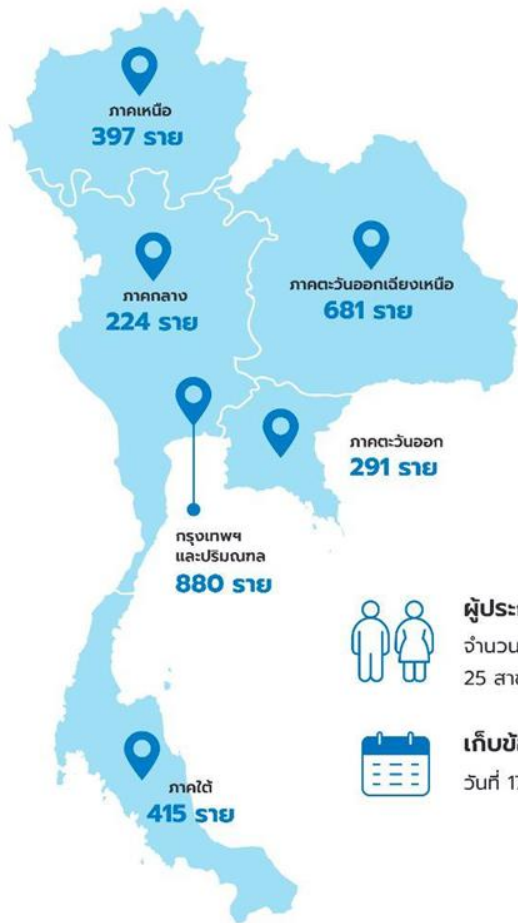 ภาคเหนือ
397 ราย
ภาคกลาง
224 ราย
ภาคตะวันออกเฉียงเหนือ
681 ราย
ภาคตะวันออก
291 ราย
กรุงเทพฯ
และปริมณฑล
880 ราย
จำนวน
25
วันที่
ภาคใต้
415 ราย